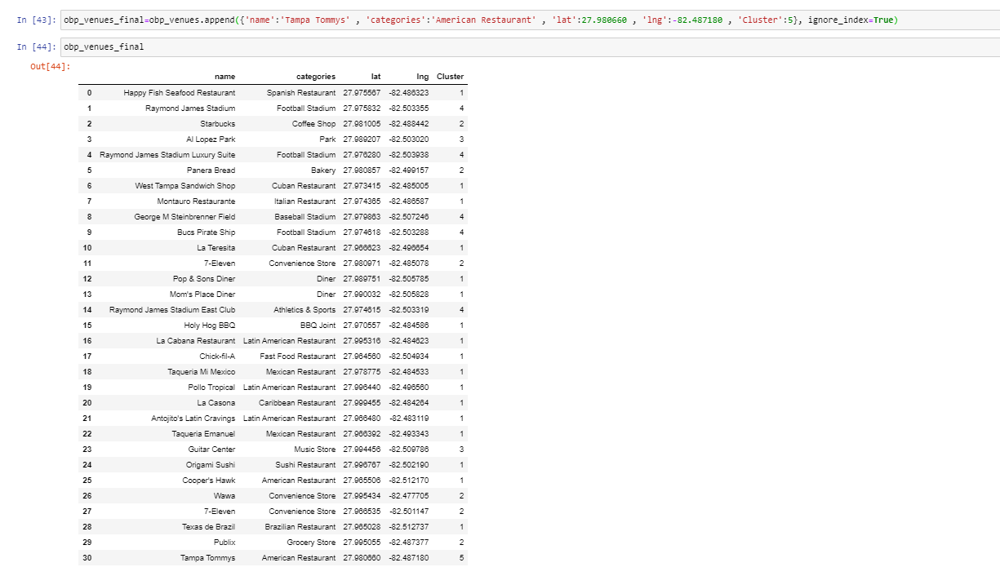 In [43]: obp_venues_final=obp_venues.append({'name':'Tampa Tommys' , 'categories':'American Restaurant' , 'lat':27.980660 , 'lng':-82.487180 , 'Cluster':5}, ignore_index=True)
In [44]: obp_venues_final
Out[44]:
name categories lat lng Cluster
0 Happy Fish Seafood Restaurant Spanish Restaurant 27.975567 -82.486323 1
1 Raymond James Stadium Football Stadium 27.975832 -82.503355 4
2 Starbucks Coffee Shop 27.981005 -82.488442 2
3 Al Lopez Park Park 27.989207 -82.503020 3
4 Raymond James Stadium Luxury Suite Football Stadium 27.976280 -82.503938 4
5 Panera Bread Bakery 27.980857 -82.499157 2
6 West Tampa Sandwich Shop Cuban Restaurant 27.973415 -82.485005 1
7 Montauro Restaurante Italian Restaurant 27.974365 -82.486587 1
8 George M Steinbrenner Field Baseball Stadium 27.979863 -82.507246 4
9 Bucs Pirate Ship Football Stadium 27.974618 -82.503288 4
10 La Teresita Cuban Restaurant 27.966623 -82.496654 1
11 7-Eleven Convenience Store 27.980971 -82.485078 2
12 Pop & Sons Diner Diner 27.989751 -82.505785 1
13 Mom's Place Diner Diner 27.990032 -82.505828 1
14 Raymond James Stadium East Club Athletics & Sports 27.974615 -82.503319 4
15 Holy Hog BBQ BBQ Joint 27.970557 -82.484586 1
16 La Cabana Restaurant Latin American Restaurant 27.995316 -82.484623 1
17 Chick-fil-A Fast Food Restaurant 27.964560 -82.504934 1
18 Taqueria Mi Mexico Mexican Restaurant 27.978775 -82.484533 1
19 Pollo Tropical Latin American Restaurant 27.996440 -82.496560 1
20 La Casona Caribbean Restaurant 27.999455 -82.484264 1
21 Antojito's Latin Cravings Latin American Restaurant 27.966480 -82.483119 1
22 Taqueria Emanuel Mexican Restaurant 27.966392 -82.493343 1
23 Guitar Center Music Store 27.994456 -82.509786 3
24 Origami Sushi Sushi Restaurant 27.996767 -82.502190 1
25 Cooper's Hawk American Restaurant 27.965506 -82.512170 1
26 Wawa Convenience Store 27.995434 -82.477705 2
27 7-Eleven Convenience Store 27.966535 -82.501147 2
28 Texas de Brazil Brazilian Restaurant 27.965028 -82.512737 1
29 Publix Grocery Store 27.995055 -82.487377 2
30 Tampa Tommys American Restaurant 27.980660 -82.487180 5